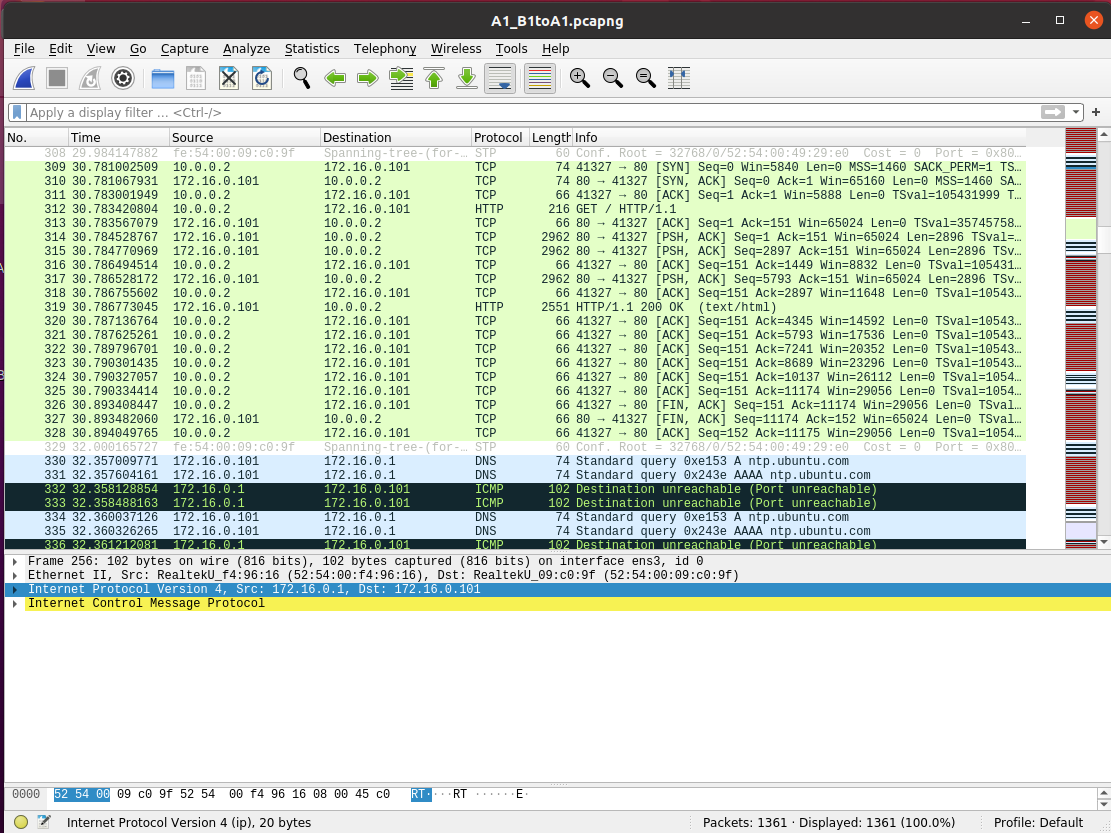 A1_B1toA1.pcapng
File Edit View Go Capture Analyze Statistics Telephony Wireless Tools Help
Apply a display filter … <Ctrl-/>
No. Time Source Destination Protocol Length Info
308 29.984147882 fe:54:00:09:c0:9f Spanning-tree-(for-… STP 60 Conf. Root = 32768/0/52:54:00:49:29:e0 Cost = 0 Port = 0x80…
309 30.781002509 10.0.0.2 172.16.0.101 TCP 74 41327 → 80 [SYN] Seq=0 Win=5840 Len=0 MSS=1460 SACK_PERM=1 TS…
310 30.781067931 172.16.0.101 10.0.0.2 TCP 74 80 → 41327 [SYN, ACK] Seq=0 Ack=1 Win=65160 Len=0 MSS=1460 SA…
311 30.783001949 10.0.0.2 172.16.0.101 TCP 66 41327 → 80 [ACK] Seq=1 Ack=1 Win=5888 Len=0 TSval=105431999 T…
312 30.783420804 10.0.0.2 172.16.0.101 HTTP 216 GET / HTTP/1.1
313 30.783567079 172.16.0.101 10.0.0.2 TCP 66 80 → 41327 [ACK] Seq=1 Ack=151 Win=65024 Len=0 TSval=35745758…
314 30.784528767 172.16.0.101 10.0.0.2 TCP 2962 80 → 41327 [PSH, ACK] Seq=1 Ack=151 Win=65024 Len=2896 TSval=…
315 30.784770969 172.16.0.101 10.0.0.2 TCP 2962 80 → 41327 [PSH, ACK] Seq=2897 Ack=151 Win=65024 Len=2896 TSv…
316 30.786494514 10.0.0.2 172.16.0.101 TCP 66 41327 → 80 [ACK] Seq=151 Ack=1449 Win=8832 Len=0 TSval=105431…
317 30.786528172 172.16.0.101 10.0.0.2 TCP 2962 80 → 41327 [PSH, ACK] Seq=5793 Ack=151 Win=65024 Len=2896 TSv…
318 30.786755602 10.0.0.2 172.16.0.101 TCP 66 41327 → 80 [ACK] Seq=151 Ack=2897 Win=11648 Len=0 TSval=10543…
319 30.786773045 172.16.0.101 10.0.0.2 HTTP 2551 HTTP/1.1 200 OK (text/html)
320 30.787136764 10.0.0.2 172.16.0.101 TCP 66 41327 → 80 [ACK] Seq=151 Ack=4345 Win=14592 Len=0 TSval=10543…
321 30.787625261 10.0.0.2 172.16.0.101 TCP 66 41327 → 80 [ACK] Seq=151 Ack=5793 Win=17536 Len=0 TSval=10543…
322 30.789796701 10.0.0.2 172.16.0.101 TCP 66 41327 → 80 [ACK] Seq=151 Ack=7241 Win=20352 Len=0 TSval=10543…
323 30.790301435 10.0.0.2 172.16.0.101 TCP 66 41327 → 80 [ACK] Seq=151 Ack=8689 Win=23296 Len=0 TSval=10543…
324 30.790327057 10.0.0.2 172.16.0.101 TCP 66 41327 → 80 [ACK] Seq=151 Ack=10137 Win=26112 Len=0 TSval=1054…
325 30.790334414 10.0.0.2 172.16.0.101 TCP 66 41327 → 80 [ACK] Seq=151 Ack=11174 Win=29056 Len=0 TSval=1054…
326 30.893408447 10.0.0.2 172.16.0.101 TCP 66 41327 → 80 [FIN, ACK] Seq=151 Ack=11174 Win=29056 Len=0 TSval…
327 30.893482060 172.16.0.101 10.0.0.2 TCP 66 80 → 41327 [FIN, ACK] Seq=11174 Ack=152 Win=65024 Len=0 TSval…
328 30.894049765 10.0.0.2 172.16.0.101 TCP 66 41327 → 80 [ACK] Seq=152 Ack=11175 Win=29056 Len=0 TSval=1054…
329 32.000165727 fe:54:00:09:c0:9f Spanning-tree-(for-… STP 60 Conf. Root = 32768/0/52:54:00:49:29:e0 Cost = 0 Port = 0x80…
330 32.357009771 172.16.0.101 172.16.0.1 DNS 74 Standard query 0xe153 A ntp.ubuntu.com
331 32.357604161 172.16.0.101 172.16.0.1 DNS 74 Standard query 0x243e AAAA ntp.ubuntu.com
332 32.358128854 172.16.0.1 172.16.0.101 ICMP 102 Destination unreachable (Port unreachable)
333 32.358488163 172.16.0.1 172.16.0.101 ICMP 102 Destination unreachable (Port unreachable)
334 32.360037126 172.16.0.101 172.16.0.1 DNS 74 Standard query 0xe153 A ntp.ubuntu.com
335 32.360326265 172.16.0.101 172.16.0.1 DNS 74 Standard query 0x243e AAAA ntp.ubuntu.com
336 32.361212081 172.16.0.1 172.16.0.101 ICMP 102 Destination unreachable (Port unreachable)
Frame 256: 102 bytes on wire (816 bits), 102 bytes captured (816 bits) on interface ens3, id 0
Ethernet II, Src: RealtekU_f4:96:16 (52:54:00:f4:96:16), Dst: RealtekU_09:c0:9f (52:54:00:09:c0:9f)
Internet Protocol Version 4, Src: 172.16.0.1, Dst: 172.16.0.101
Internet Control Message Protocol
0000 52 54 00 09 c0 9f 52 54 00 f4 96 16 08 00 45 c0 RT····RT ······E·
Internet Protocol Version 4 (ip), 20 bytes Packets: 1361 · Displayed: 1361 (100.0%) Profile: Default